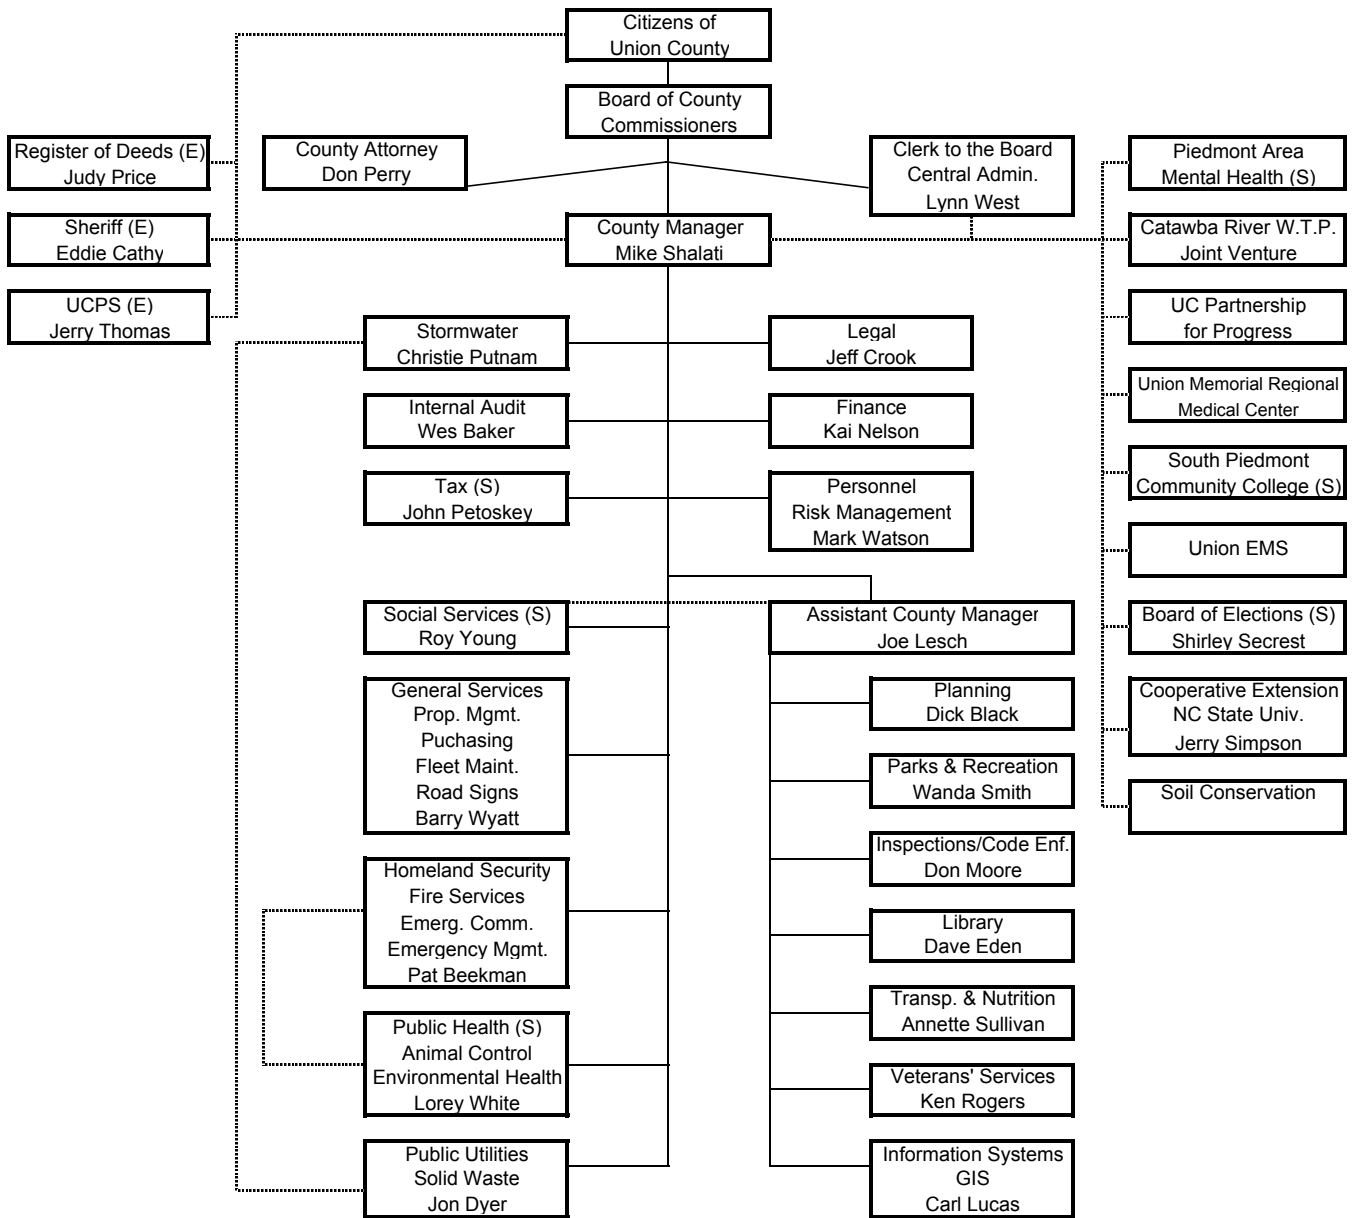 Citizens of
Union County
Board of County
Commissioners
Register of Deeds (E)
Judy Price
County Attorney
Don Perry
Clerk to the Board
Central Admin.
Lynn West
Piedmont Area
Mental Health (S)
Sheriff (E)
Eddie Cathy
County Manager
Mike Shalati
Catawba River W.T.P.
Joint Venture
UCPS (E)
Jerry Thomas
Stormwater
Christie Putnam
Legal
Jeff Crook
UC Partnership
for Progress
Internal Audit
Wes Baker
Finance
Kai Nelson
Union Memorial Regional
Medical Center
Tax (S)
John Petoskey
Personnel
Risk Management
Mark Watson
South Piedmont
Community College (S)
Union EMS
Social Services (S)
Roy Young
Assistant County Manager
Joe Lesch
Board of Elections (S)
Shirley Secrest
General Services
Prop. Mgmt.
Puchasing
Fleet Maint.
Road Signs
Barry Wyatt
Planning
Dick Black
Cooperative Extension
NC State Univ.
Jerry Simpson
Parks & Recreation
Wanda Smith
Soil Conservation
Inspections/Code Enf.
Don Moore
Homeland Security
Fire Services
Emerg. Comm.
Emergency Mgmt.
Pat Beekman
Library
Dave Eden
Transp. & Nutrition
Annette Sullivan
Public Health (S)
Animal Control
Environmental Health
Lorey White
Veterans' Services
Ken Rogers
Public Utilities
Solid Waste
Jon Dyer
Information Systems
GIS
Carl Lucas